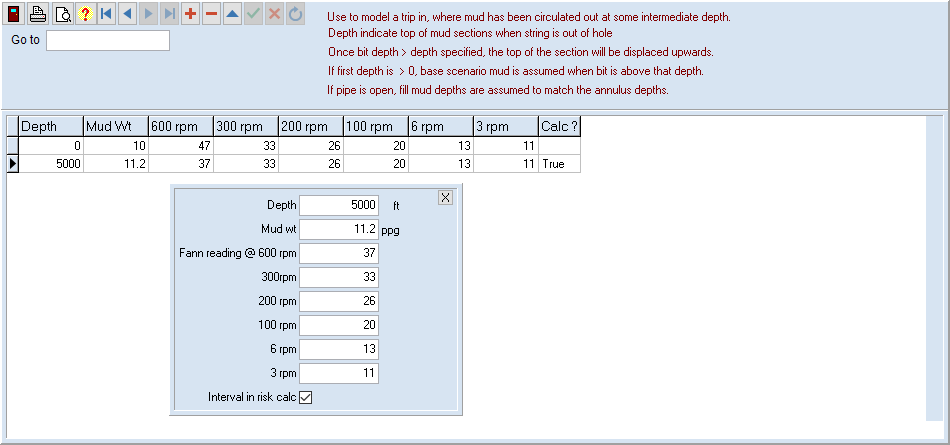 Use to model a trip in, where mud has been circulated out at some intermediate depth.
Depth indicate top of mud sections when string is out of hole
Once bit depth > depth specified, the top of the section will be displaced upwards.
If first depth is > 0, base scenario mud is assumed when bit is above that depth.
If pipe is open, fill mud depths are assumed to match the annulus depths.
Go to
Depth Mud Wt 600 rpm 300 rpm 200 rpm 100 rpm 6 rpm 3 rpm Calc ?
0 10 47 33 26 20 13 11
5000 11.2 37 33 26 20 13 11 True
X
Depth 5000 ft
Mud wt 11.2 ppg
Fann reading @ 600 rpm 37
300rpm 33
200 rpm 26
100 rpm 20
6 rpm 13
3 rpm 11
Interval in risk calc